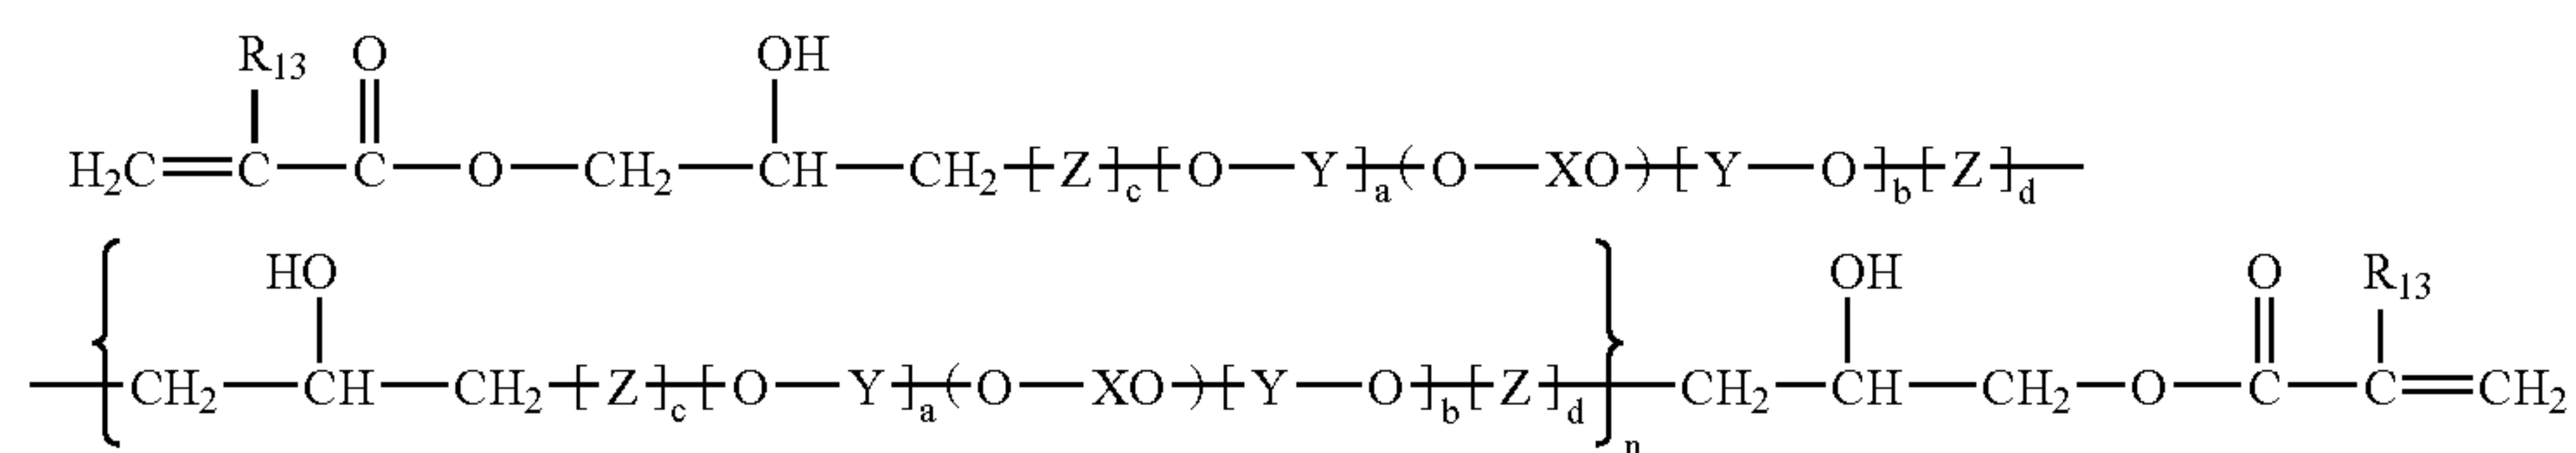 R₁₃ O OH
H₂C=C—C—O—CH₂—CH—CH₂—[Z]c[O—Y]a(O—XO)[Y—O]b[Z]d—
HO OH O R₁₃
—{CH₂—CH—CH₂—[Z]c[O—Y]a(O—XO)[Y—O]b[Z]d}n—CH₂—CH—CH₂—O—C—C=CH₂